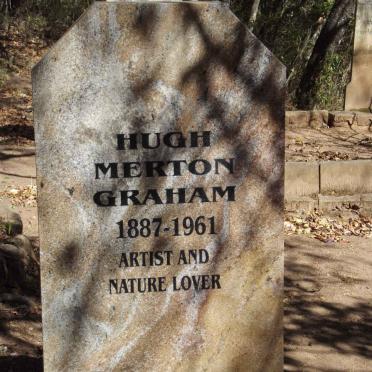 HUGH
MERTON
GRAHAM
1887-1961
ARTIST AND
NATURE LOVER